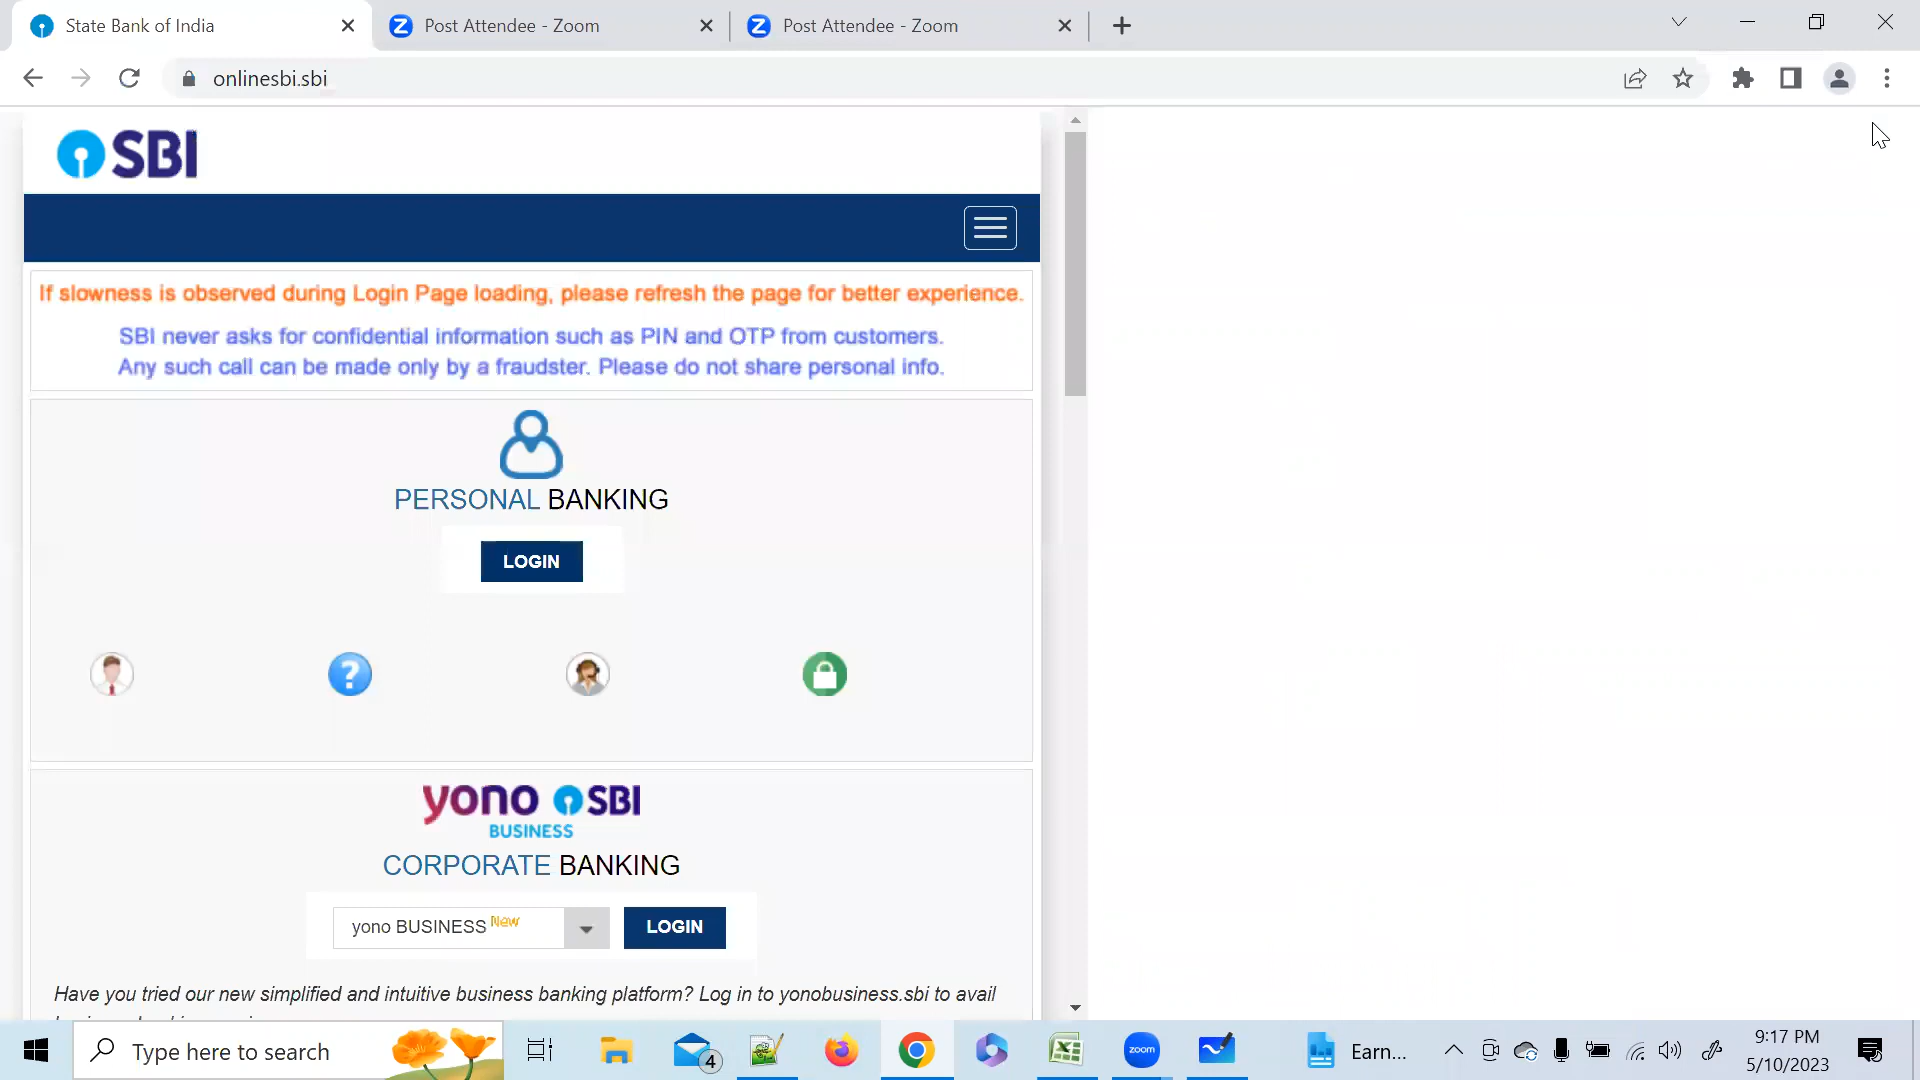 State Bank of India
Post Attendee - Zoom
Post Attendee - Zoom
onlinesbi.sbi
SBI
If slowness is observed during Login Page loading, please refresh the page for better experience.
SBI never asks for confidential information such as PIN and OTP from customers.
Any such call can be made only by a fraudster. Please do not share personal info.
PERSONAL BANKING
LOGIN
?
yono SBI
BUSINESS
CORPORATE BANKING
yono BUSINESS New
LOGIN
Have you tried our new simplified and intuitive business banking platform? Log in to yonobusiness.sbi to avail
Type here to search
4
zoom
Earn...
9:17 PM
5/10/2023